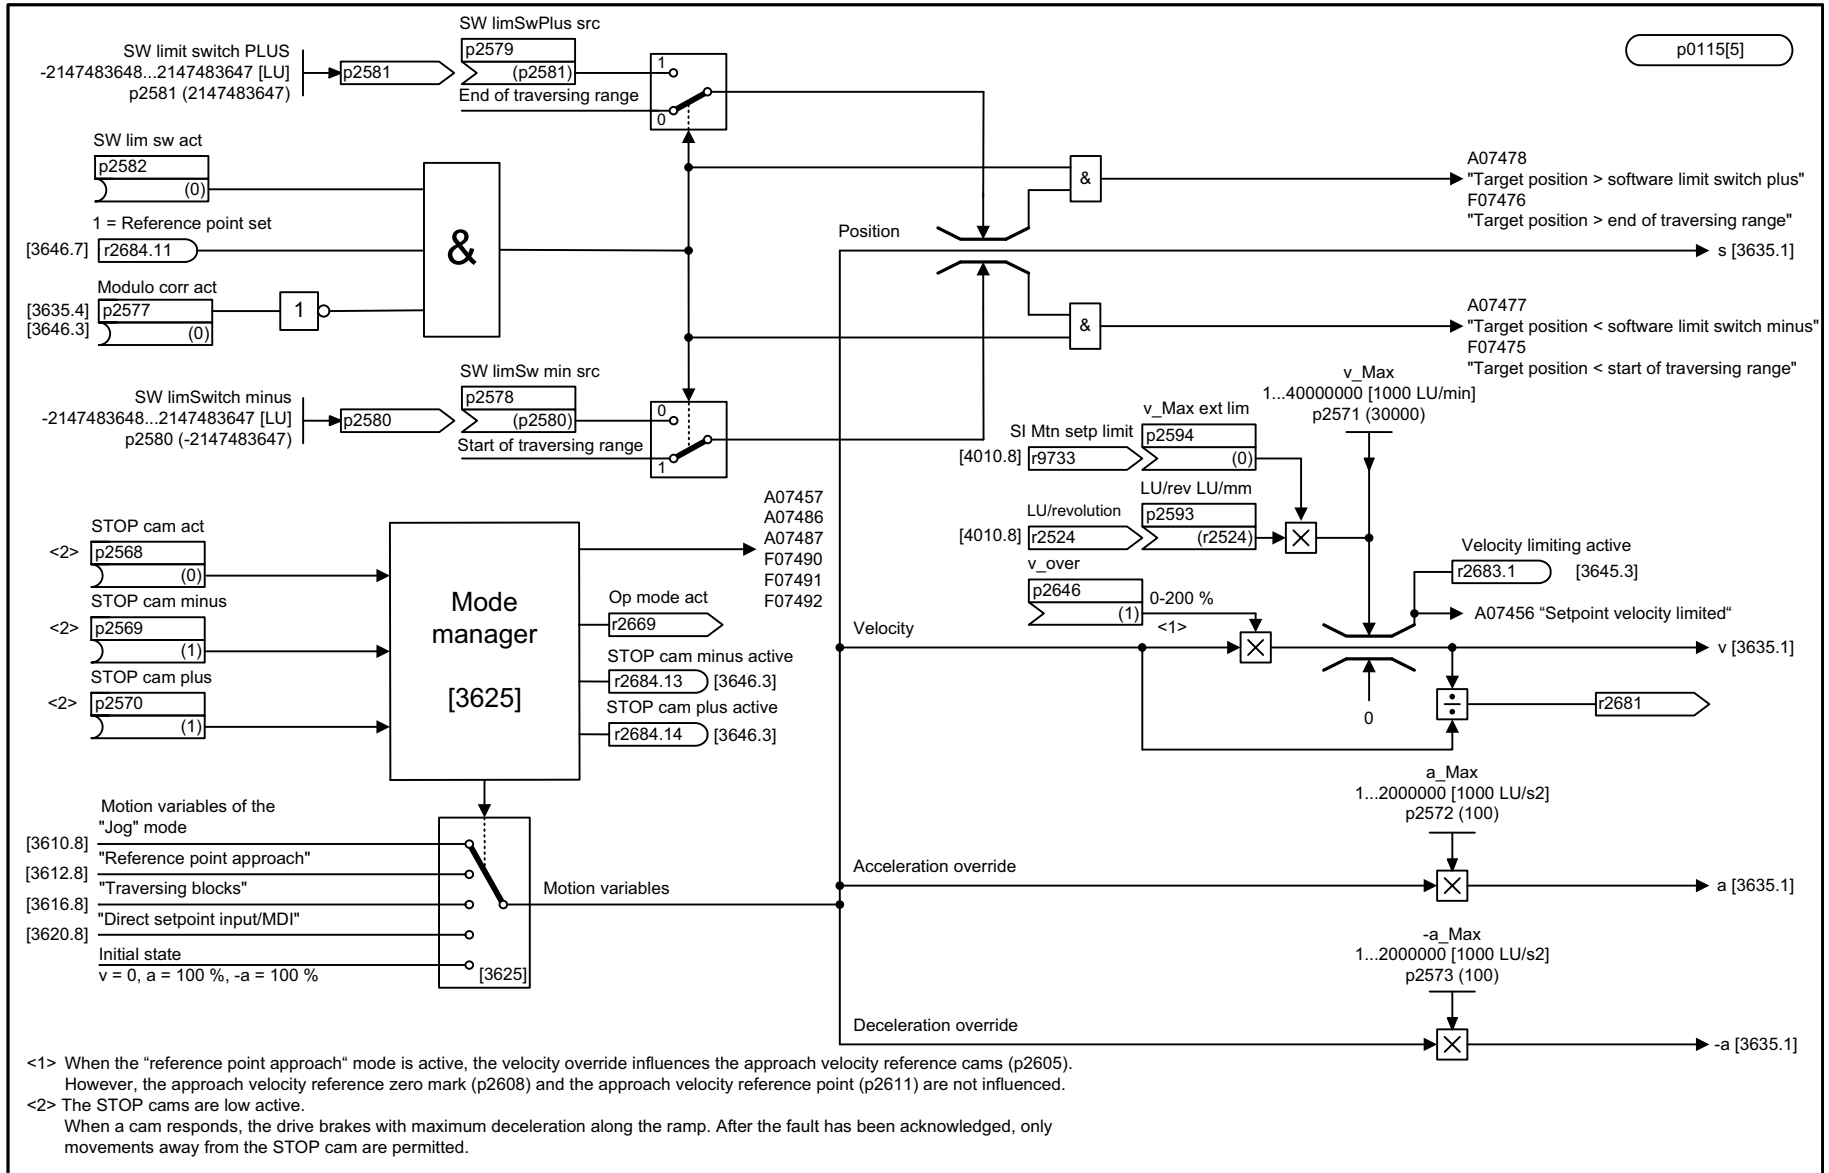 SW limit switch PLUS
-2147483648...2147483647 [LU]
p2581 (2147483647)
p2581
SW limSwPlus src
p2579
(p2581)
End of traversing range
1
0
p0115[5]
SW lim sw act
p2582
(0)
1 = Reference point set
[3646.7]
r2684.11
Modulo corr act
[3635.4]
[3646.3]
p2577
(0)
1
&
&
A07478
"Target position > software limit switch plus"
F07476
"Target position > end of traversing range"
Position
s [3635.1]
&
A07477
"Target position < software limit switch minus"
F07475
"Target position < start of traversing range"
SW limSwitch minus
-2147483648...2147483647 [LU]
p2580 (-2147483647)
p2580
SW limSw min src
p2578
(p2580)
Start of traversing range
0
1
v_Max
1...40000000 [1000 LU/min]
p2571 (30000)
v_Max ext lim
SI Mtn setp limit
p2594
[4010.8]
r9733
(0)
LU/rev LU/mm
LU/revolution
p2593
[4010.8]
r2524
(r2524)
v_over
p2646
(1)
0-200 %
<1>
Velocity limiting active
r2683.1
[3645.3]
A07456 “Setpoint velocity limited“
Velocity
v [3635.1]
0
÷
r2681
STOP cam act
<2>
p2568
(0)
STOP cam minus
<2>
p2569
(1)
STOP cam plus
<2>
p2570
(1)
Mode
manager
[3625]
A07457
A07486
A07487
F07490
F07491
F07492
Op mode act
r2669
STOP cam minus active
r2684.13
[3646.3]
STOP cam plus active
r2684.14
[3646.3]
Motion variables of the
"Jog" mode
[3610.8]
"Reference point approach"
[3612.8]
"Traversing blocks"
[3616.8]
"Direct setpoint input/MDI"
[3620.8]
Initial state
v = 0, a = 100 %, -a = 100 %
[3625]
Motion variables
a_Max
1...2000000 [1000 LU/s2]
p2572 (100)
Acceleration override
a [3635.1]
-a_Max
1...2000000 [1000 LU/s2]
p2573 (100)
Deceleration override
-a [3635.1]
<1> When the “reference point approach“ mode is active, the velocity override influences the approach velocity reference cams (p2605).
However, the approach velocity reference zero mark (p2608) and the approach velocity reference point (p2611) are not influenced.
<2> The STOP cams are low active.
When a cam responds, the drive brakes with maximum deceleration along the ramp. After the fault has been acknowledged, only
movements away from the STOP cam are permitted.